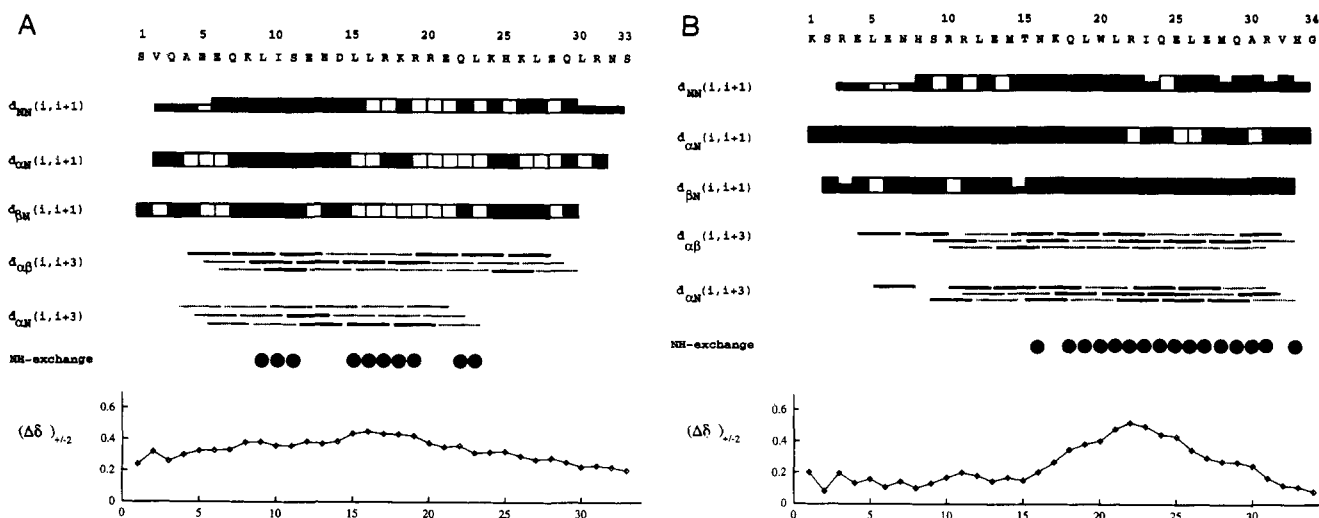 A
1 5 10 15 20 25 33
S V Q A E E Q K L I S E E D L L R K R R E Q L K H K L E Q L R N S
dNN(i,i+1)
dαN(i,i+1)
dβN(i,i+1)
dαβ(i,i+3)
dαN(i,i+3)
NH-exchange
(Δδ)+/-2
0.6
0.4
0.2
0
0 5 10 15 20 25 30
B
1 5 10 15 20 25 30 34
K S R E L E N H S R R L E M T N K Q L W L R I Q E L E M Q A R V H G
dNN(i,i+1)
dαN(i,i+1)
dβN(i,i+1)
dαβ(i,i+3)
dαN(i,i+3)
NH-exchange
(Δδ)+/-2
0.6
0.4
0.2
0
0 5 10 15 20 25 30